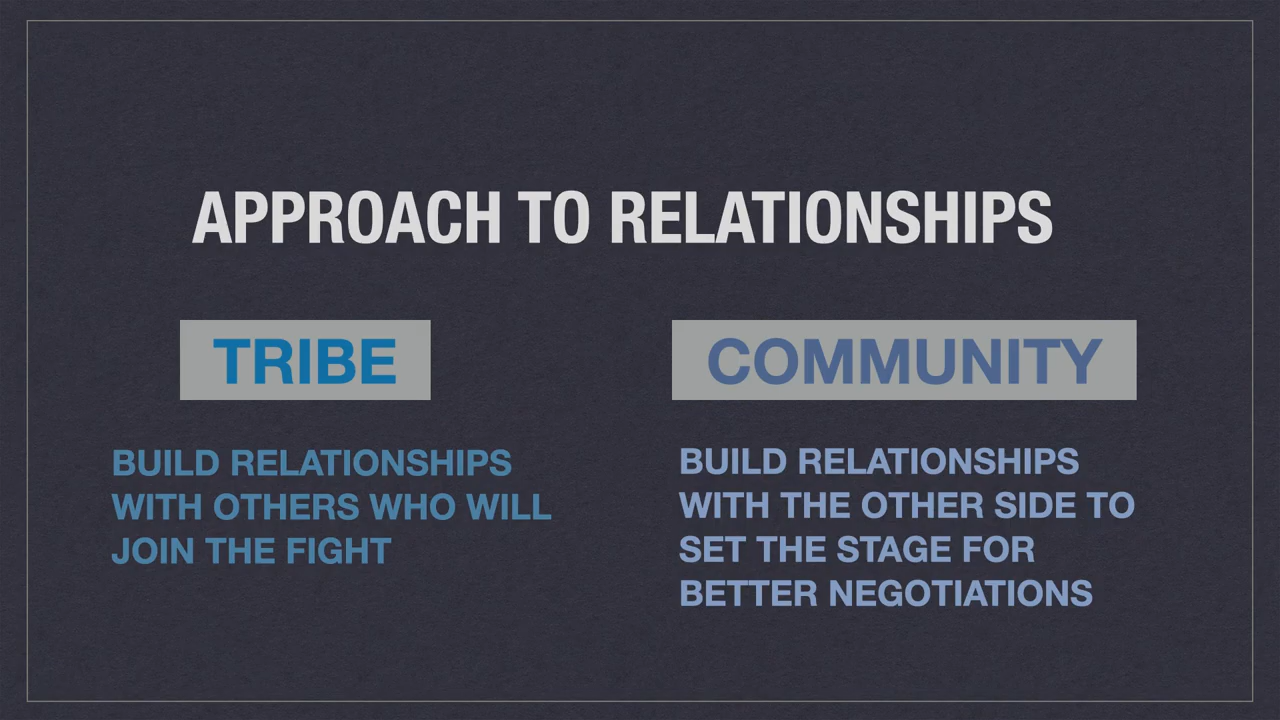 APPROACH TO RELATIONSHIPS
TRIBE
BUILD RELATIONSHIPS
WITH OTHERS WHO WILL
JOIN THE FIGHT
COMMUNITY
BUILD RELATIONSHIPS
WITH THE OTHER SIDE TO
SET THE STAGE FOR
BETTER NEGOTIATIONS